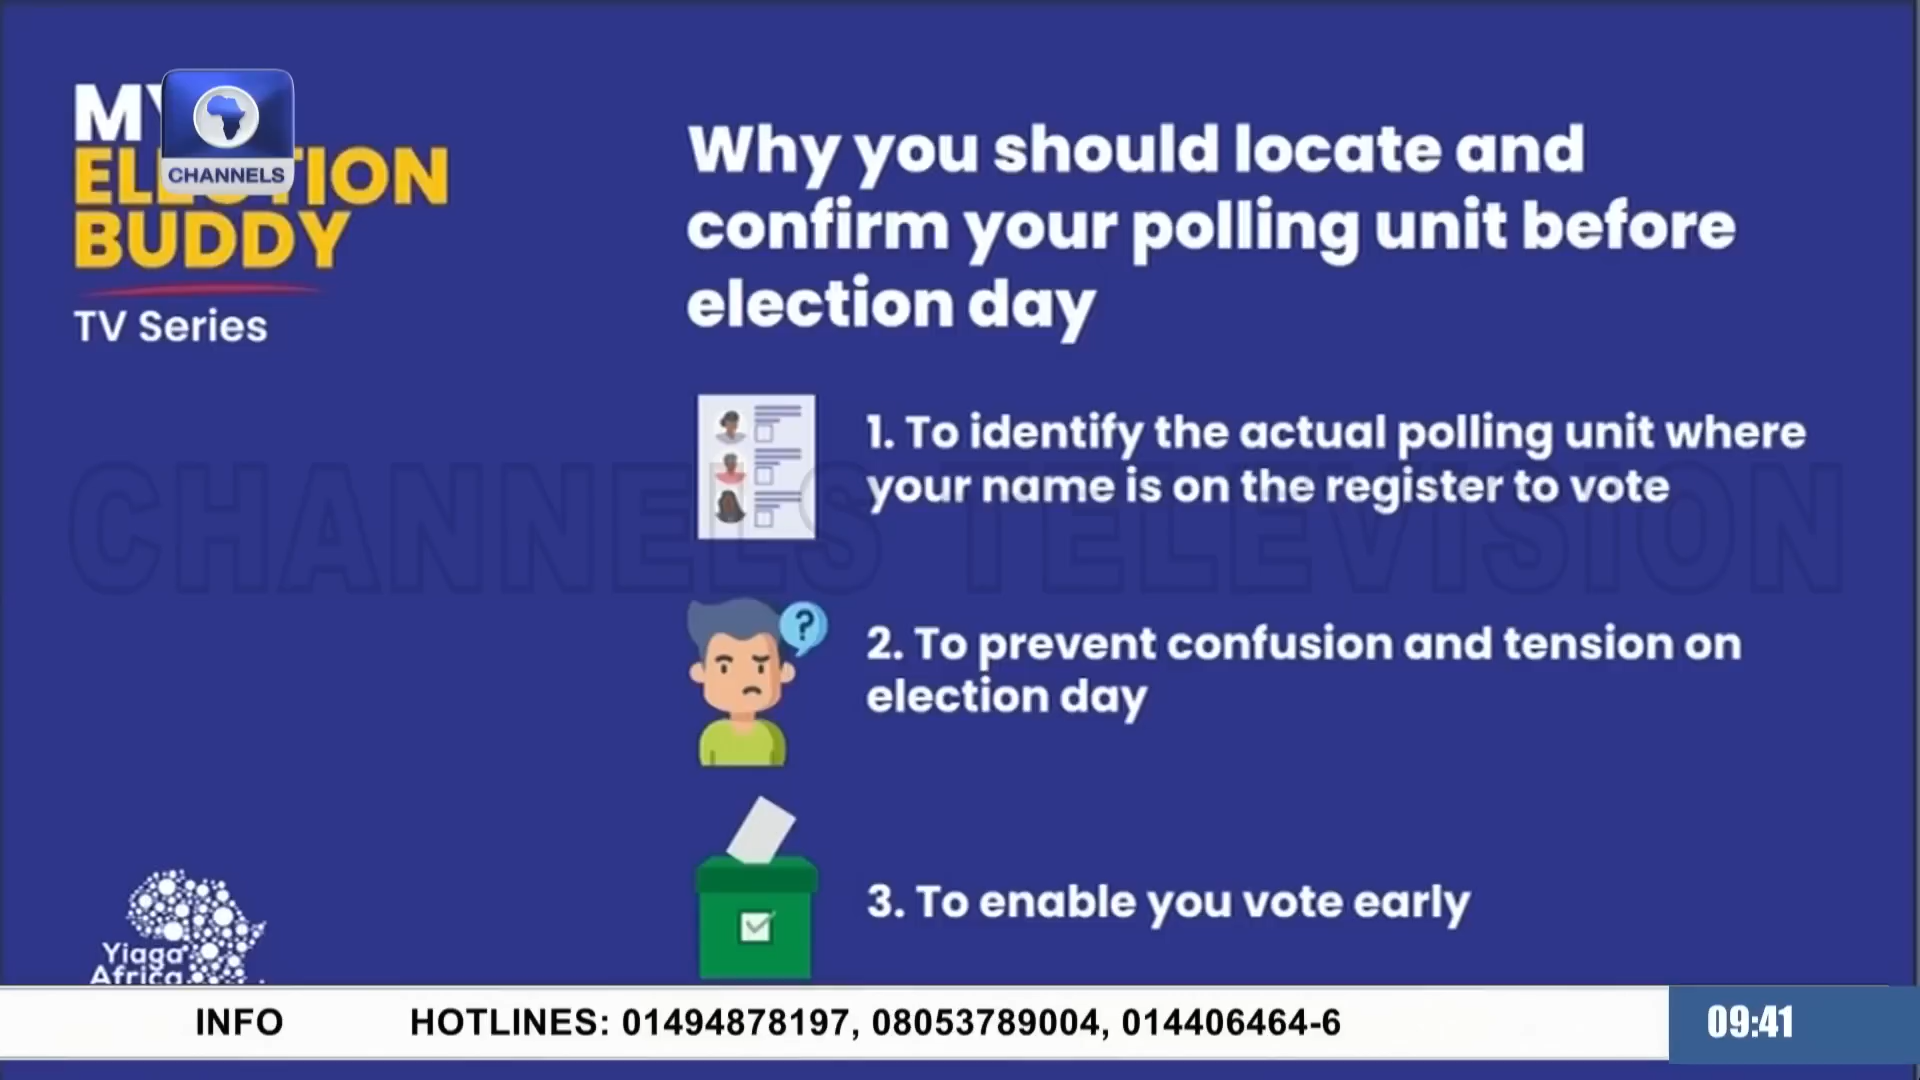 MY
ELECTION
BUDDY
TV Series
CHANNELS
Why you should locate and
confirm your polling unit before
election day
1. To identify the actual polling unit where
your name is on the register to vote
2. To prevent confusion and tension on
election day
?
3. To enable you vote early
CHANNELS TELEVISION
Yiaga
Africa
INFO HOTLINES: 01494878197, 08053789004, 014406464-6
09:41